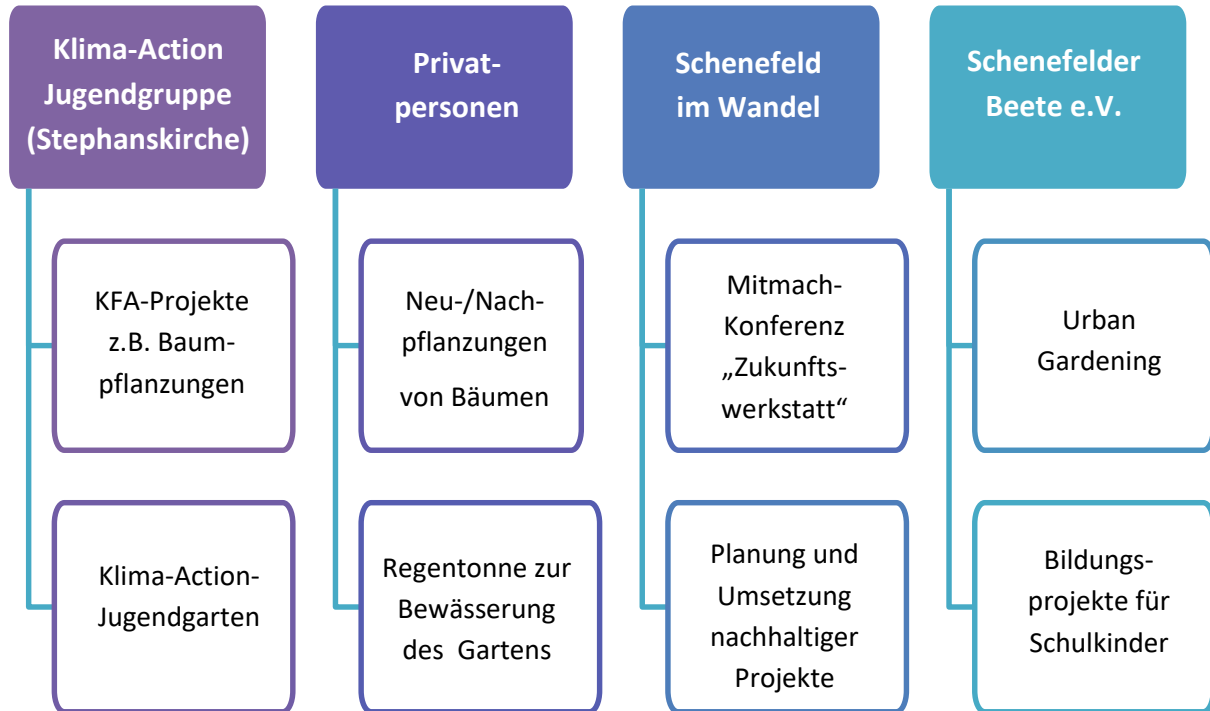 Klima-Action
Jugendgruppe
(Stephanskirche)
KFA-Projekte
z.B. Baum-
pflanzungen
Klima-Action-
Jugendgarten
Privat-
personen
Neu-/Nach-
pflanzungen
von Bäumen
Regentonne zur
Bewässerung
des Gartens
Schenefeld
im Wandel
Mitmach-
Konferenz
„Zukunfts-
werkstatt“
Planung und
Umsetzung
nachhaltiger
Projekte
Schenefelder
Beete e.V.
Urban
Gardening
Bildungs-
projekte für
Schulkinder